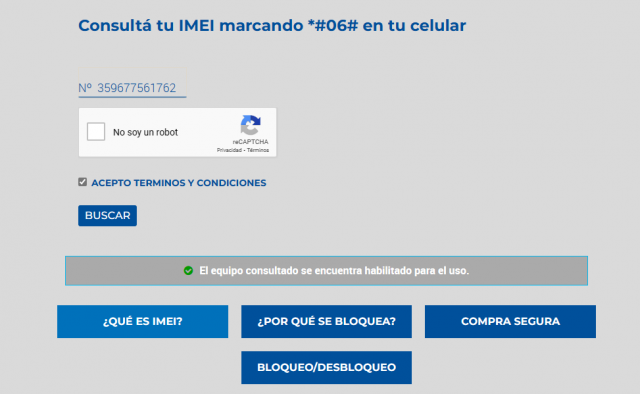 Consultá tu IMEI marcando *#06# en tu celular
Nº 359677561762
No soy un robot
reCAPTCHA
Privacidad - Términos
ACEPTO TERMINOS Y CONDICIONES
BUSCAR
El equipo consultado se encuentra habilitado para el uso.
¿QUÉ ES IMEI?
¿POR QUÉ SE BLOQUEA?
COMPRA SEGURA
BLOQUEO/DESBLOQUEO